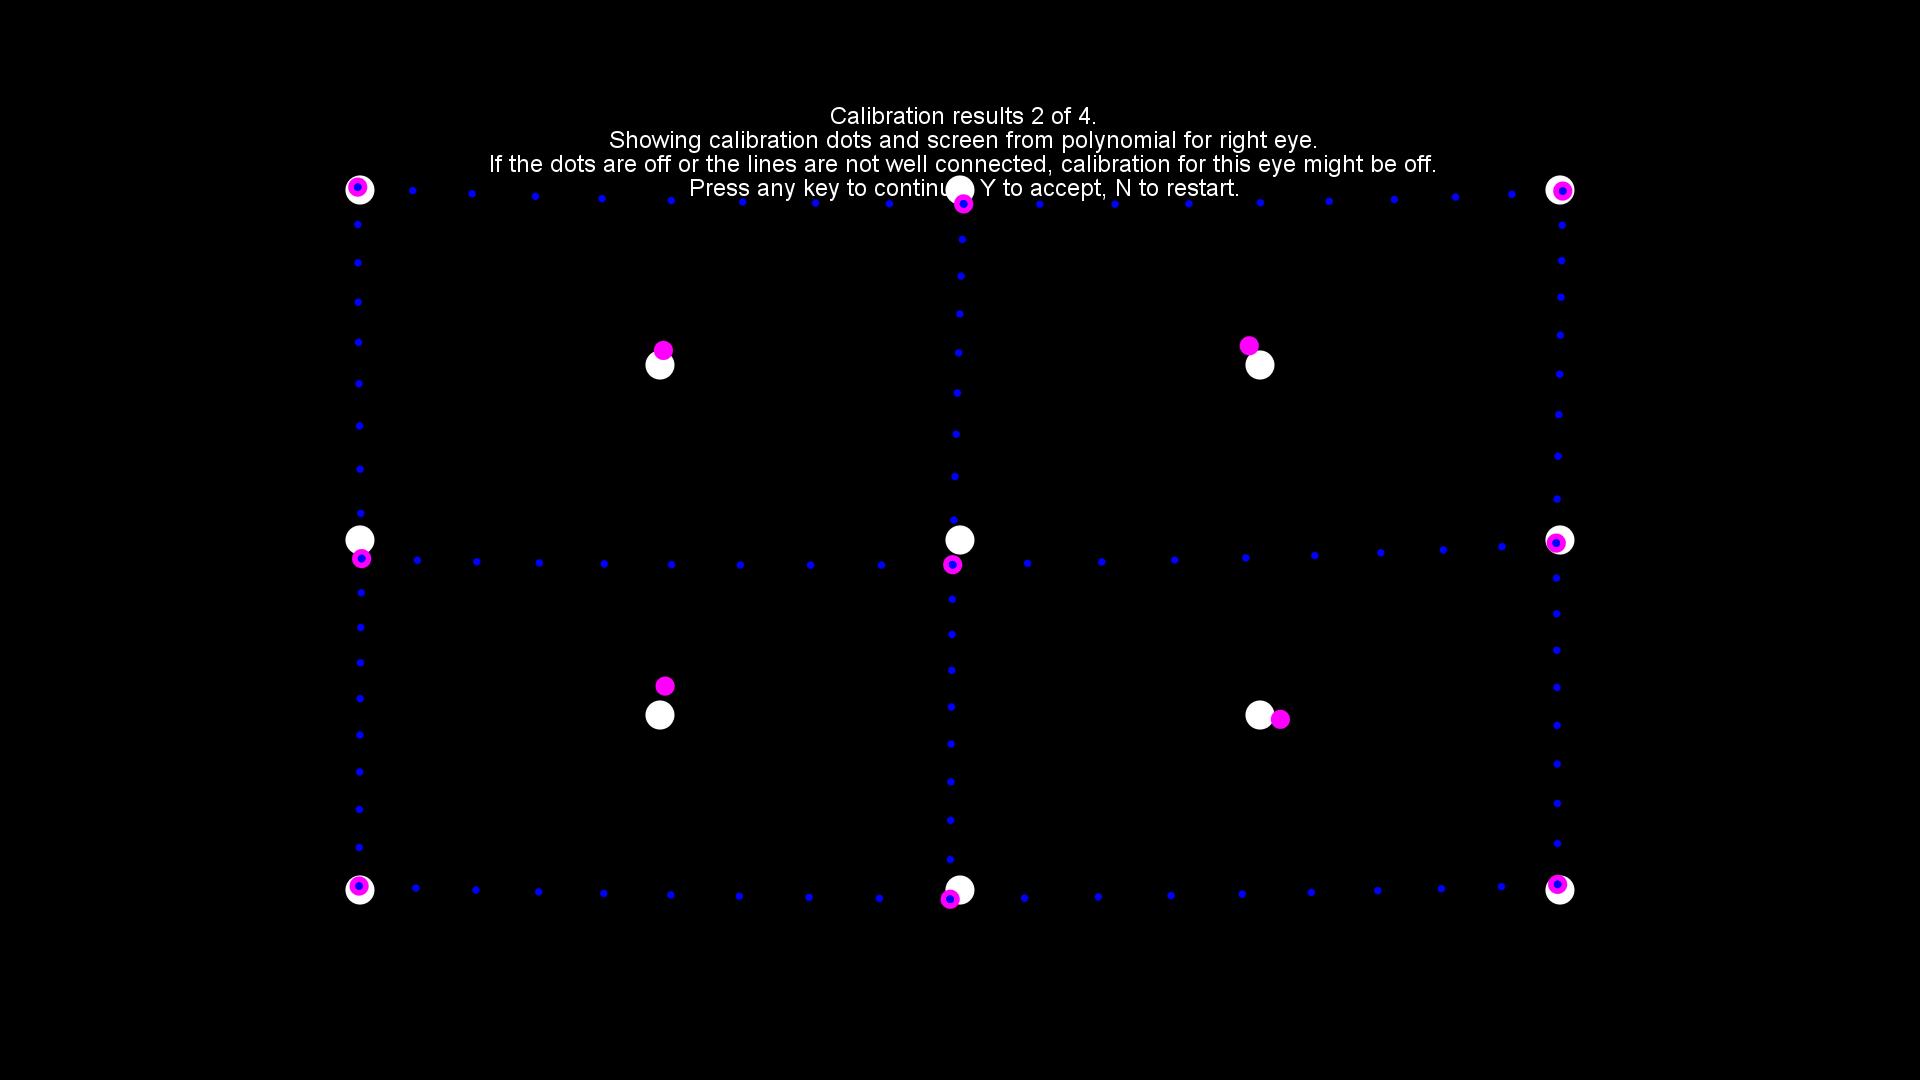 Calibration results 2 of 4.
Showing calibration dots and screen from polynomial for right eye.
If the dots are off or the lines are not well connected, calibration for this eye might be off.
Press any key to continu Y to accept, N to restart.